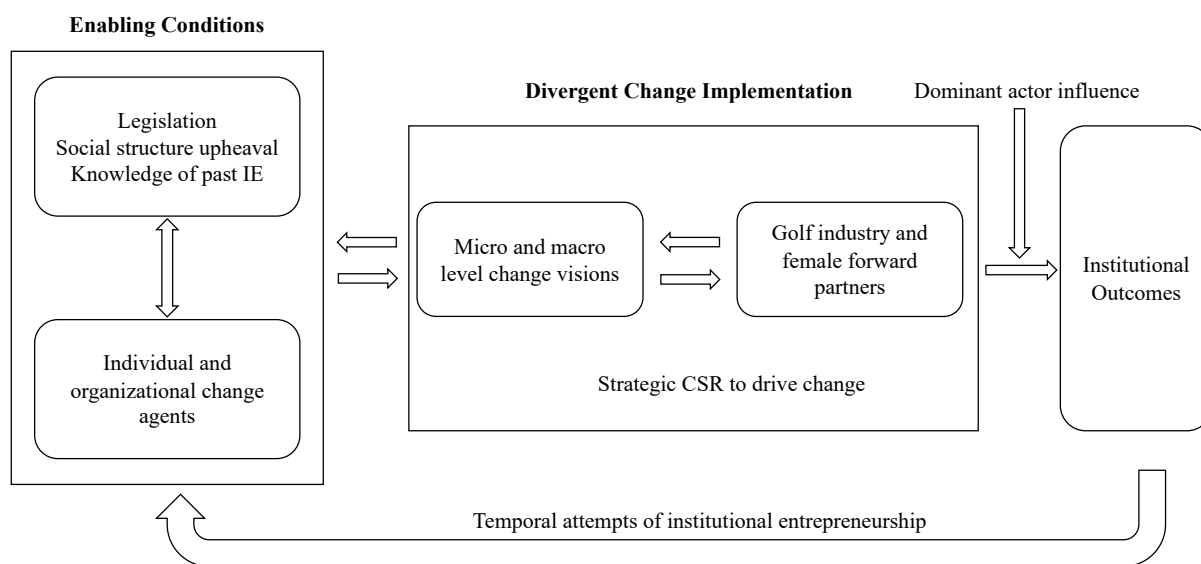 Enabling Conditions
Legislation
Social structure upheaval
Knowledge of past IE
Individual and
organizational change
agents
Divergent Change Implementation
Micro and macro
level change visions
Golf industry and
female forward
partners
Strategic CSR to drive change
Dominant actor influence
Institutional
Outcomes
Temporal attempts of institutional entrepreneurship